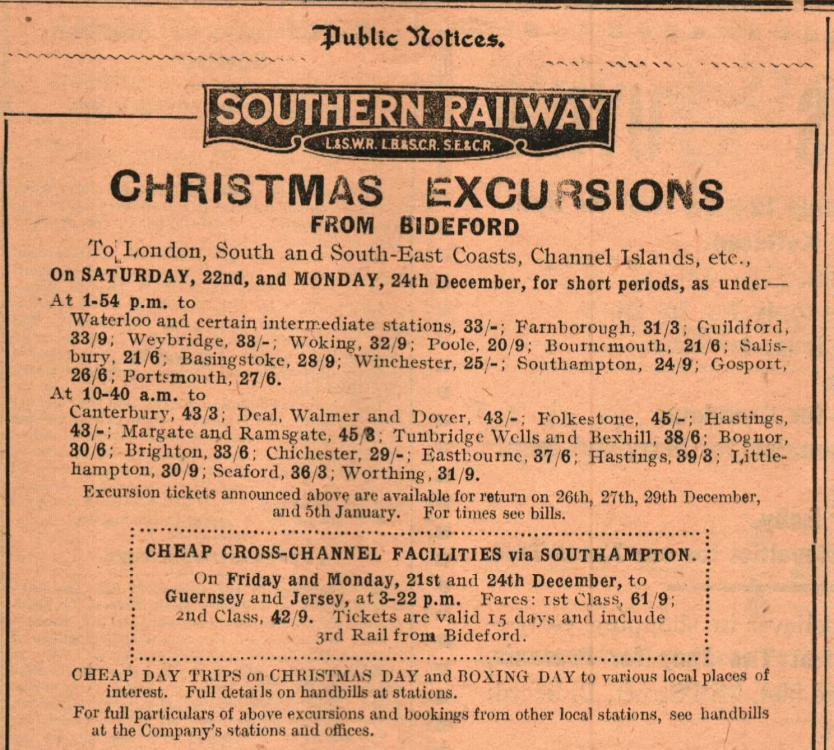 Public Notices.
SOUTHERN RAILWAY
L.&S.W.R. L.B.&S.C.R. S.E.&C.R.
CHRISTMAS EXCURSIONS
FROM BIDEFORD
To London, South and South-East Coasts, Channel Islands, etc.,
On SATURDAY, 22nd, and MONDAY, 24th December, for short periods, as under—
At 1-54 p.m. to
Waterloo and certain intermediate stations, 33/-; Farnborough, 31/3; Guildford,
33/9; Weybridge, 33/-; Woking, 32/9; Poole, 20/9; Bournemouth, 21/6; Salis-
bury, 21/6; Basingstoke, 28/9; Winchester, 25/-; Southampton, 24/9; Gosport,
26/6; Portsmouth, 27/6.
At 10-40 a.m. to
Canterbury, 43/3; Deal, Walmer and Dover, 43/-; Folkestone, 45/-; Hastings,
43/-; Margate and Ramsgate, 45/3; Tunbridge Wells and Bexhill, 38/6; Bognor,
30/6; Brighton, 33/6; Chichester, 29/-; Eastbourne, 37/6; Hastings, 39/3; Little-
hampton, 30/9; Seaford, 36/3; Worthing, 31/9.
Excursion tickets announced above are available for return on 26th, 27th, 29th December,
and 5th January. For times see bills.
CHEAP CROSS-CHANNEL FACILITIES via SOUTHAMPTON.
On Friday and Monday, 21st and 24th December, to
Guernsey and Jersey, at 3-22 p.m. Fares: 1st Class, 61/9;
2nd Class, 42/9. Tickets are valid 15 days and include
3rd Rail from Bideford.
CHEAP DAY TRIPS on CHRISTMAS DAY and BOXING DAY to various local places of
interest. Full details on handbills at stations.
For full particulars of above excursions and bookings from other local stations, see handbills
at the Company's stations and offices.